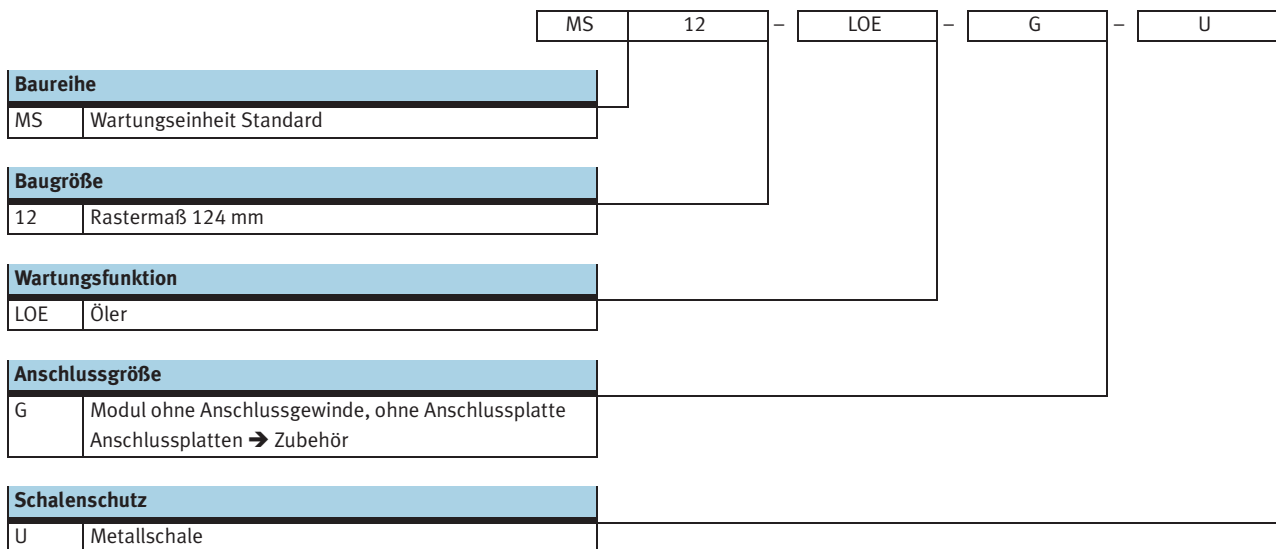 MS 12 – LOE – G – U
Baureihe
MS Wartungseinheit Standard
Baugröße
12 Rastermaß 124 mm
Wartungsfunktion
LOE Öler
Anschlussgröße
G Modul ohne Anschlussgewinde, ohne Anschlussplatte
Anschlussplatten ➔ Zubehör
Schalenschutz
U Metallschale